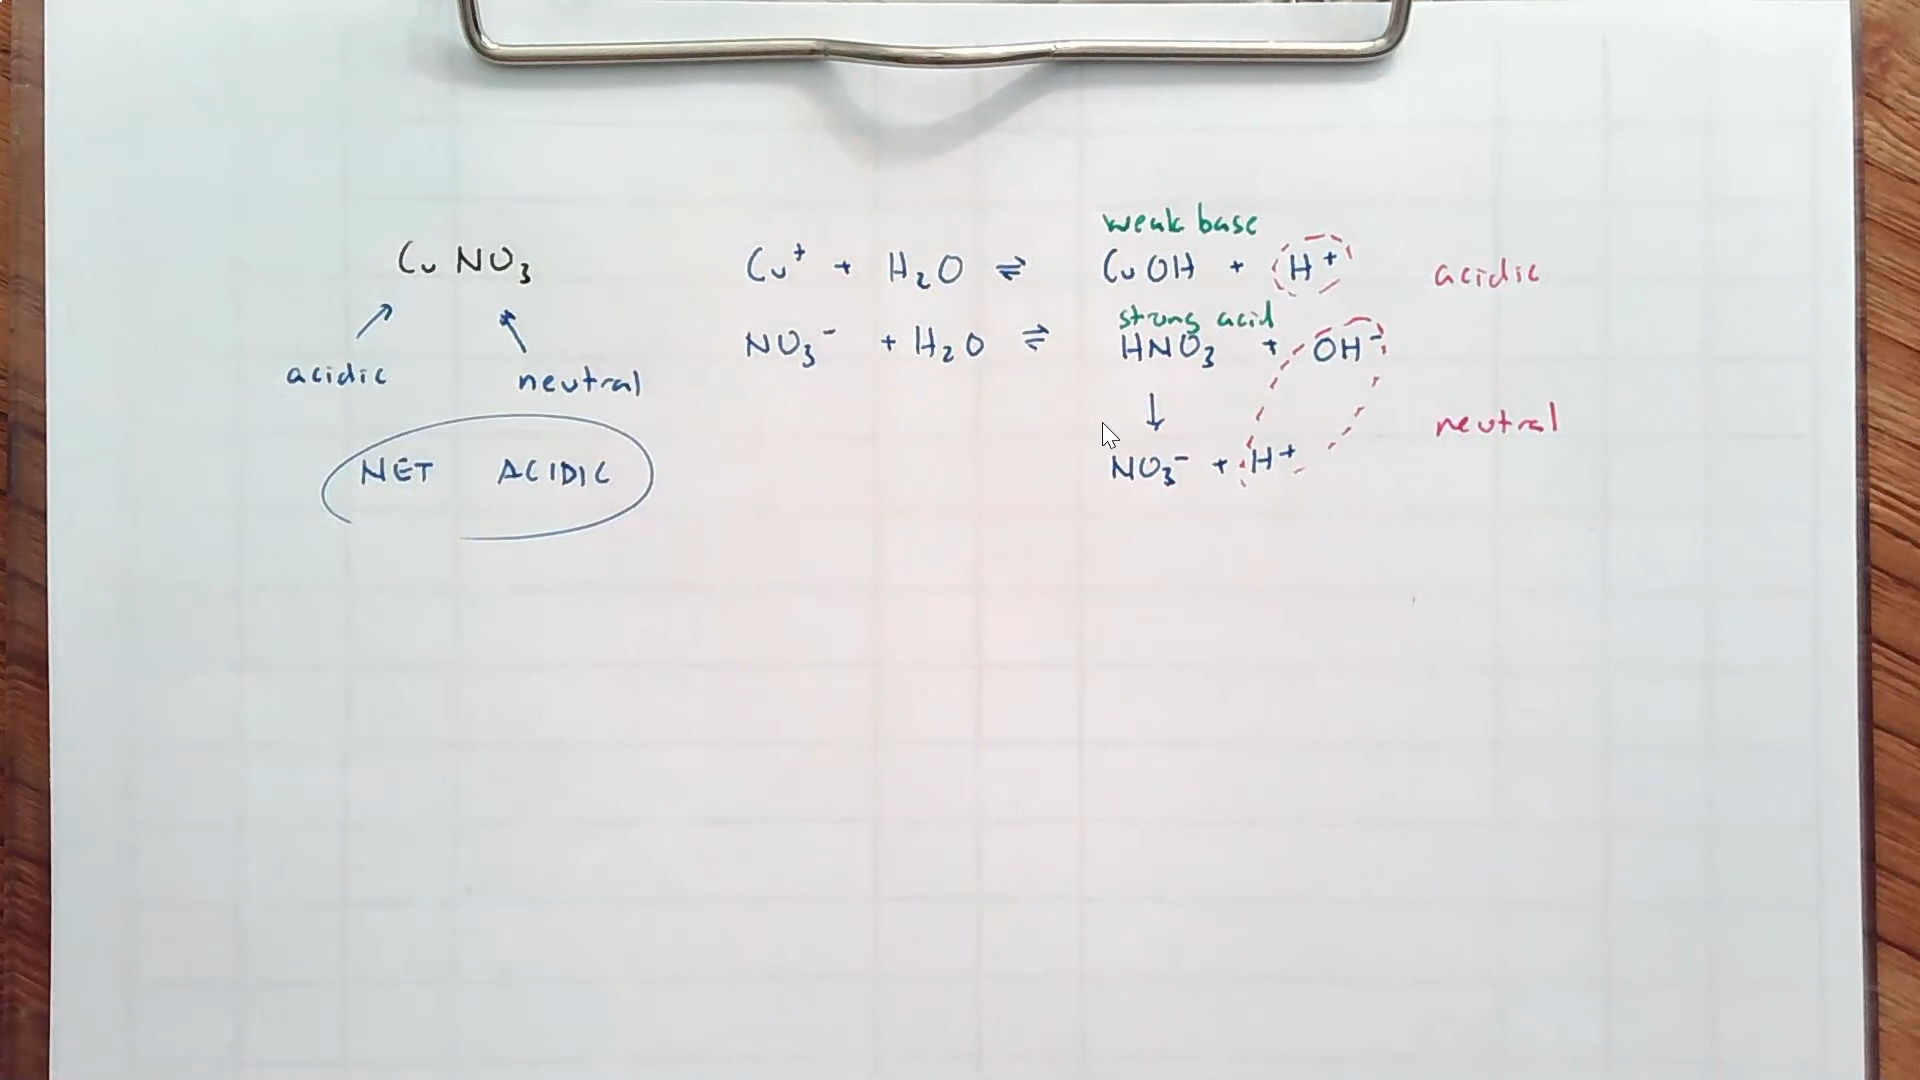 CuNO₃
acidic
neutral
NET ACIDIC
weak base
Cu⁺ + H₂O ⇌ CuOH + H⁺ acidic
strong acid
NO₃⁻ + H₂O ⇌ HNO₃ + OH⁻
↓
neutral
NO₃⁻ + H⁺